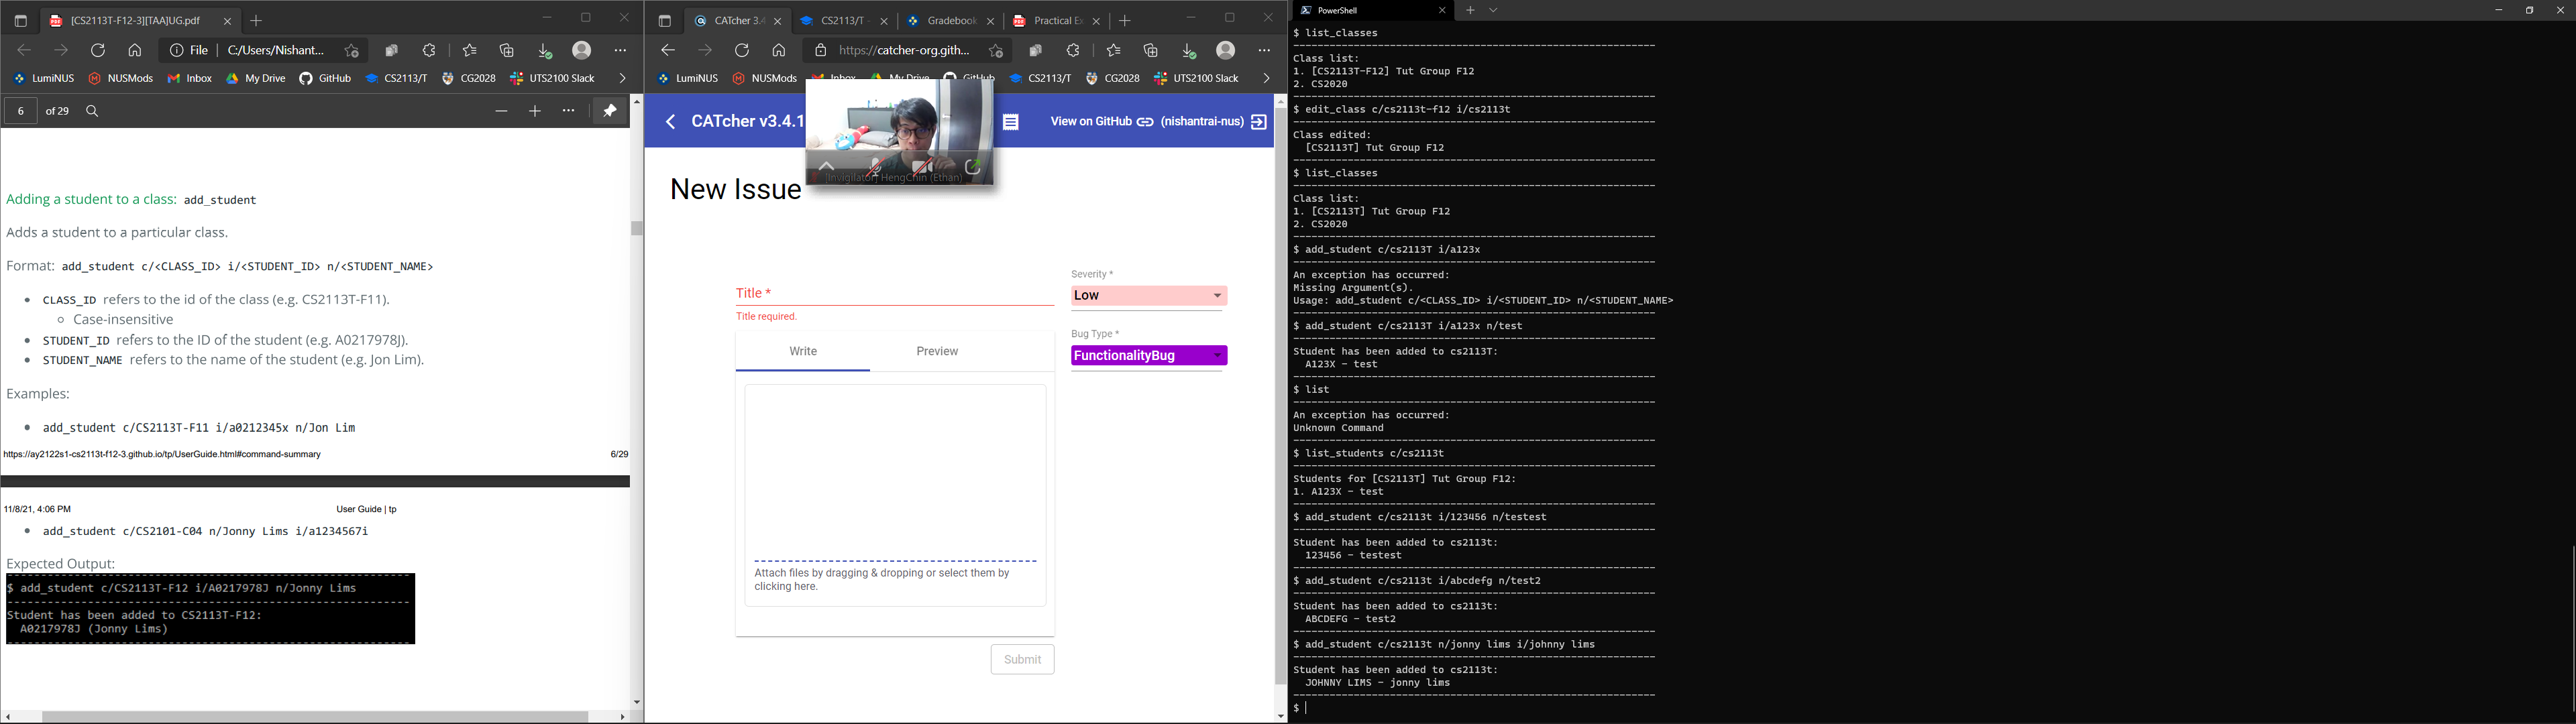 [CS2113T-F12-3][TAA]UG.pdf
File
C:/Users/Nishant...
LumiNUS
NUSMods
Inbox
My Drive
GitHub
CS2113/T
CG2028
UTS2100 Slack
6
of 29
Adding a student to a class: add_student
Adds a student to a particular class.
Format: add_student c/<CLASS_ID> i/<STUDENT_ID> n/<STUDENT_NAME>
CLASS_ID refers to the id of the class (e.g. CS2113T-F11).
Case-insensitive
STUDENT_ID refers to the ID of the student (e.g. A0217978J).
STUDENT_NAME refers to the name of the student (e.g. Jon Lim).
Examples:
add_student c/CS2113T-F11 i/a0212345x n/Jon Lim
https://ay2122s1-cs2113t-f12-3.github.io/tp/UserGuide.html#command-summary
6/29
11/8/21, 4:06 PM
User Guide | tp
add_student c/CS2101-C04 n/Jonny Lims i/a1234567i
Expected Output:
$ add_student c/CS2113T-F12 i/A0217978J n/Jonny Lims
Student has been added to CS2113T-F12:
A0217978J (Jonny Lims)
CATcher 3.4
CS2113/T
Gradebook
Practical Ex
https://catcher-org.gith...
LumiNUS
NUSMods
Inbox
My Drive
GitHub
CS2113/T
CG2028
UTS2100 Slack
CATcher v3.4.1
View on GitHub
(nishantrai-nus)
[Invigilator] HengChin (Ethan)
New Issue
Title *
Title required.
Severity *
Low
Bug Type *
FunctionalityBug
Write
Preview
Attach files by dragging & dropping or select them by
clicking here.
Submit
PowerShell
$ list_classes
Class list:
1. [CS2113T-F12] Tut Group F12
2. CS2020
$ edit_class c/cs2113t-f12 i/cs2113t
Class edited:
[CS2113T] Tut Group F12
$ list_classes
Class list:
1. [CS2113T] Tut Group F12
2. CS2020
$ add_student c/cs2113T i/a123x
An exception has occurred:
Missing Argument(s).
Usage: add_student c/<CLASS_ID> i/<STUDENT_ID> n/<STUDENT_NAME>
$ add_student c/cs2113T i/a123x n/test
Student has been added to cs2113T:
A123X - test
$ list
An exception has occurred:
Unknown Command
$ list_students c/cs2113t
Students for [CS2113T] Tut Group F12:
1. A123X - test
$ add_student c/cs2113t i/123456 n/testest
Student has been added to cs2113t:
123456 - testest
$ add_student c/cs2113t i/abcdefg n/test2
Student has been added to cs2113t:
ABCDEFG - test2
$ add_student c/cs2113t n/jonny lims i/johnny lims
Student has been added to cs2113t:
JOHNNY LIMS - jonny lims
$